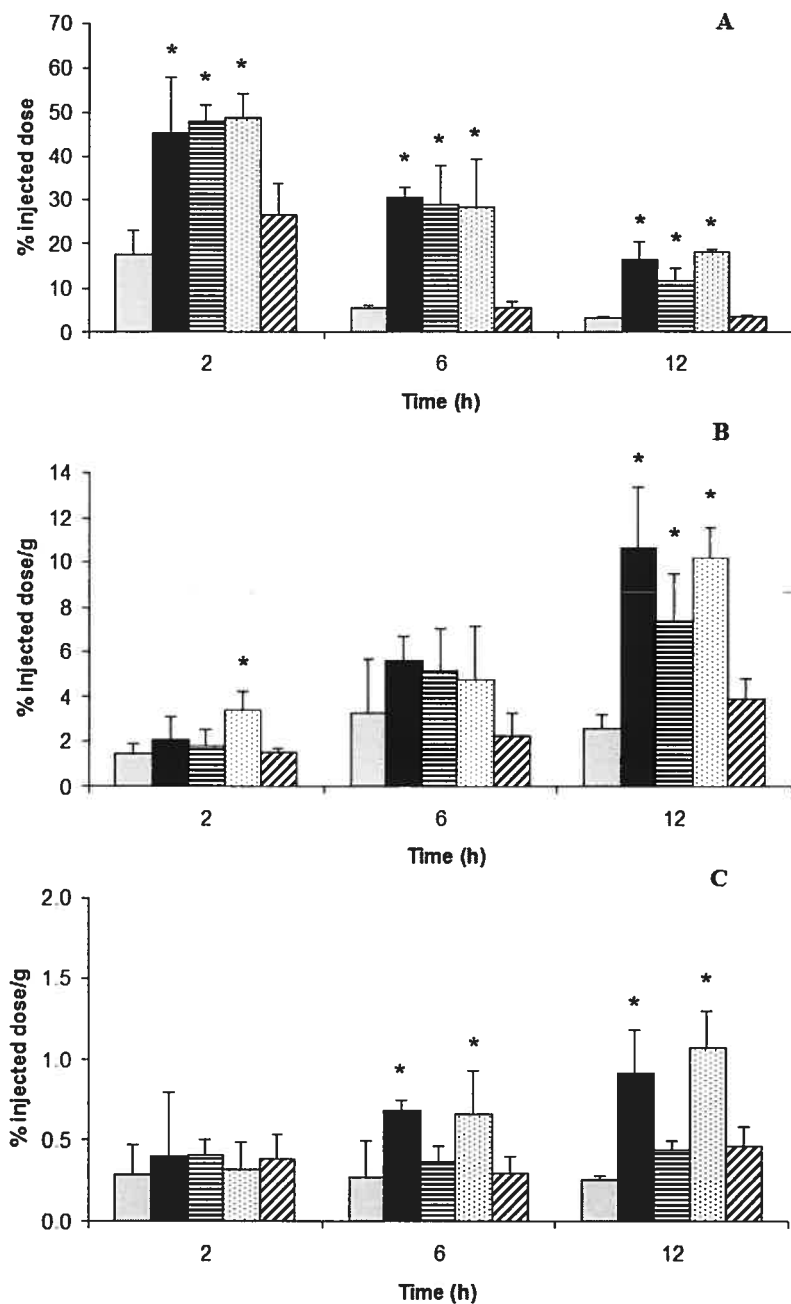 A
% injected dose
70
60
50
40
30
20
10
0
* * *
* * *
* * *
2 6 12
Time (h)
B
% injected dose/g
14
12
10
8
6
4
2
0
*
* * *
2 6 12
Time (h)
C
% injected dose/g
2.0
1.5
1.0
0.5
0.0
* *
* *
2 6 12
Time (h)